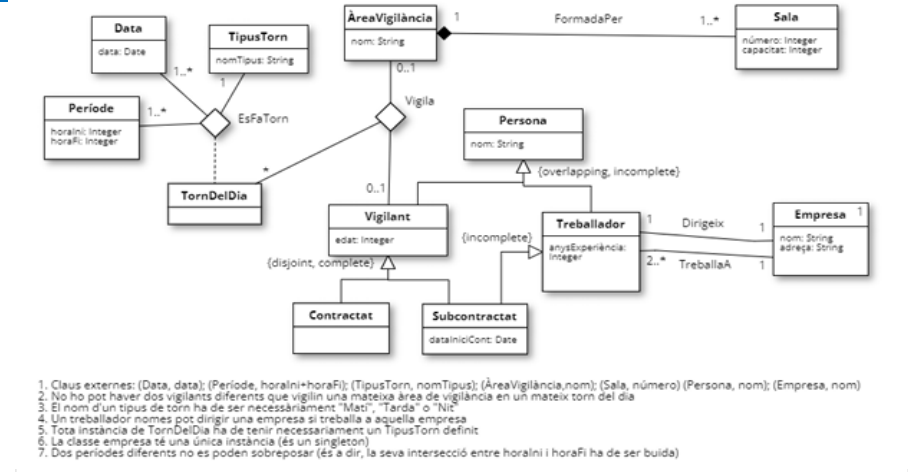 ÀreaVigilància
nom: String
1
FormadaPer
1..*
Sala
número: Integer
capacitat: Integer
Data
data: Date
TipusTorn
nomTipus: String
1..*
1
0..1
Període
horaIni: Integer
horaFi: Integer
1..*
EsFaTorn
Vigila
Persona
nom: String
*
{overlapping, incomplete}
TornDelDia
0..1
Vigilant
edat: Integer
{incomplete}
Treballador
anysExperiència:
Integer
1
Dirigeix
1
2..*
TreballaA
1
Empresa
1
nom: String
adreça: String
{disjoint, complete}
Contractat
Subcontractat
dataIniciCont: Date
1. Claus externes: (Data, data); (Període, horaIni+horaFi); (TipusTorn, nomTipus); (ÀreaVigilància,nom); (Sala, número) (Persona, nom); (Empresa, nom)
2. No ho pot haver dos vigilants diferents que vigilin una mateixa àrea de vigilància en un mateix torn del dia
3. El nom d'un tipus de torn ha de ser necessàriament "Matí", "Tarda" o "Nit"
4. Un treballador nomes pot dirigir una empresa si treballa a aquella empresa
5. Tota instància de TornDelDia ha de tenir necessariament un TipusTorn definit
6. La classe empresa té una única instància (és un singleton)
7. Dos períodes diferents no es poden sobreposar (és a dir, la seva intersecció entre horaIni i horaFi ha de ser buida)